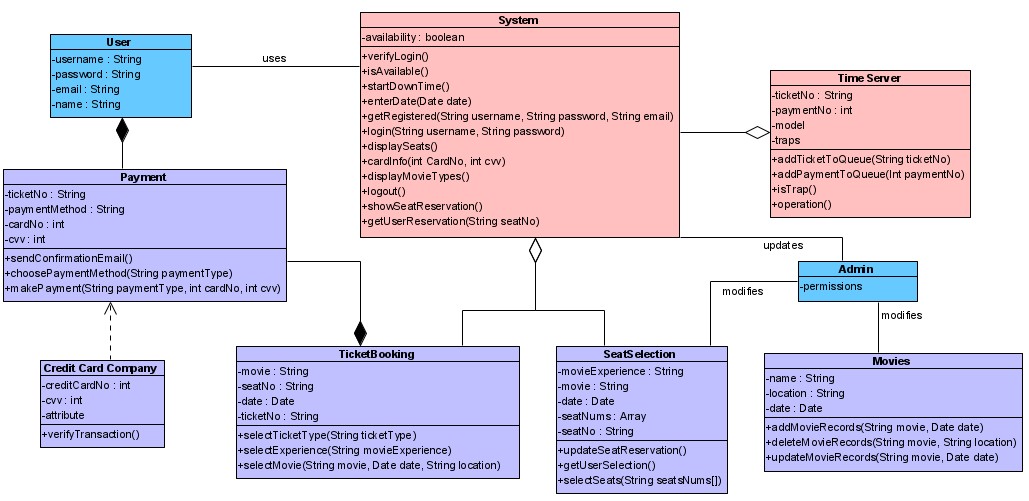 System
-availability : boolean
+verifyLogin()
+isAvailable()
+startDownTime()
+enterDate(Date date)
+getRegistered(String username, String password, String email)
+login(String username, String password)
+displaySeats()
+cardInfo(int CardNo, int cvv)
+displayMovieTypes()
+logout()
+showSeatReservation()
+getUserReservation(String seatNo)
User
-username : String
-password : String
-email : String
-name : String
uses
Time Server
-ticketNo : String
-paymentNo : int
-model
-traps
+addTicketToQueue(String ticketNo)
+addPaymentToQueue(Int paymentNo)
+isTrap()
+operation()
Payment
-ticketNo : String
-paymentMethod : String
-cardNo : int
-cvv : int
+sendConfirmationEmail()
+choosePaymentMethod(String paymentType)
+makePayment(String paymentType, int cardNo, int cvv)
updates
Admin
-permissions
modifies
modifies
Credit Card Company
-creditCardNo : int
-cvv : int
-attribute
+verifyTransaction()
TicketBooking
-movie : String
-seatNo : String
-date : Date
-ticketNo : String
+selectTicketType(String ticketType)
+selectExperience(String movieExperience)
+selectMovie(String movie, Date date, String location)
SeatSelection
-movieExperience : String
-movie : String
-date : Date
-seatNums : Array
-seatNo : String
+updateSeatReservation()
+getUserSelection()
+selectSeats(String seatsNums[])
Movies
-name : String
-location : String
-date : Date
+addMovieRecords(String movie, Date date)
+deleteMovieRecords(String movie, String location)
+updateMovieRecords(String movie, Date date)